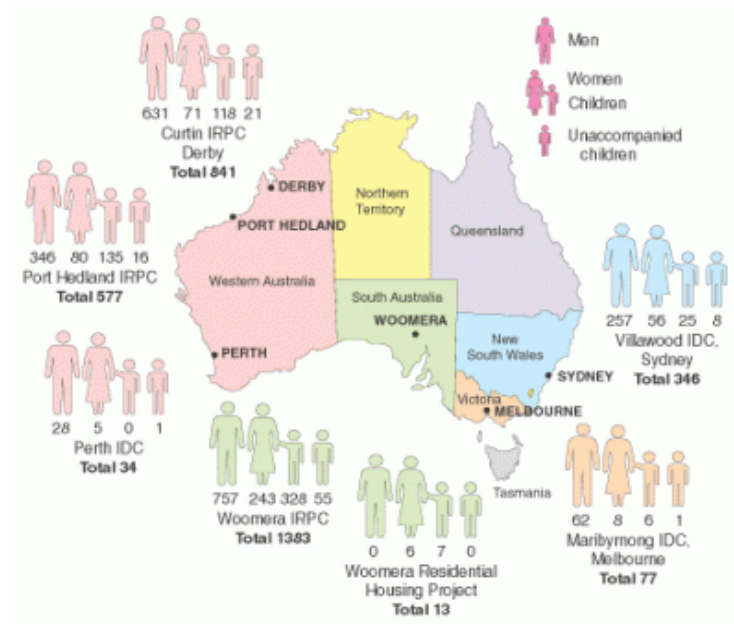 631 71 118 21
Curtin IRPC
Derby
Total 841
Men
Women
Children
Unaccompanied
children
346 80 135 16
Port Hedland IRPC
Total 577
28 5 0 1
Perth IDC
Total 34
DERBY
PORT HEDLAND
Western Australia
PERTH
Northern
Territory
Queensland
South Australia
WOOMERA
New
South Wales
SYDNEY
Victoria
MELBOURNE
Tasmania
257 56 25 8
Villawood IDC,
Sydney
Total 346
757 243 328 55
Woomera IRPC
Total 1383
0 6 7 0
Woomera Residential
Housing Project
Total 13
62 8 6 1
Maribymong IDC,
Melbourne
Total 77